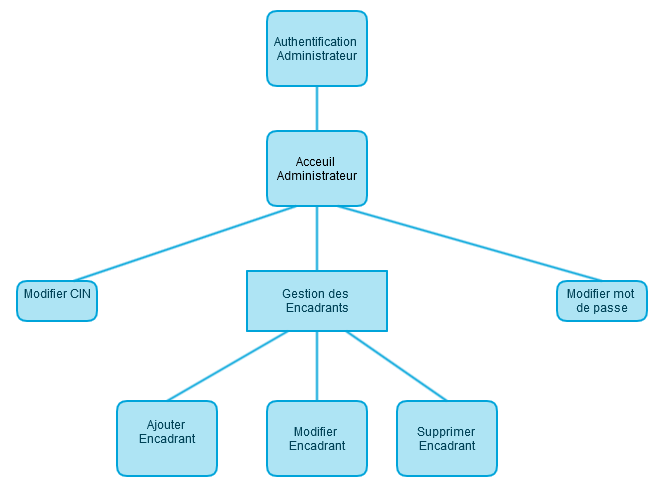 Authentification
Administrateur
Acceuil
Administrateur
Modifier CIN
Gestion des
Encadrants
Modifier mot
de passe
Ajouter
Encadrant
Modifier
Encadrant
Supprimer
Encadrant